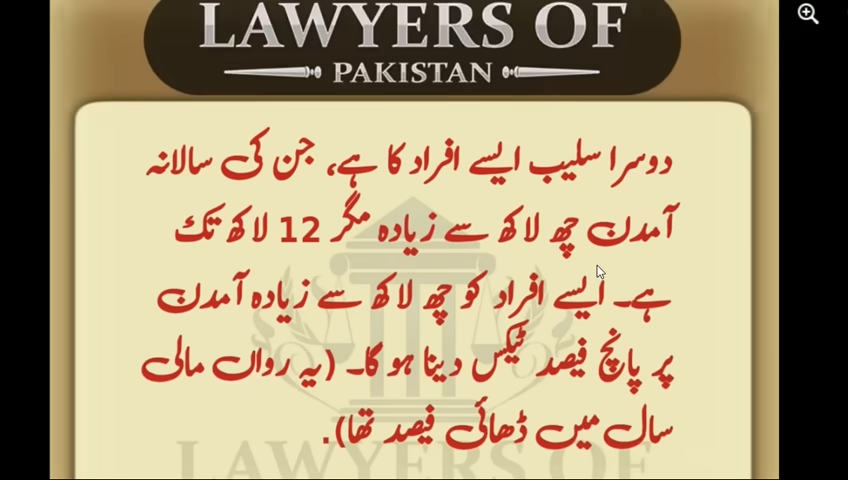 LAWYERS OF
PAKISTAN
دوسرا سلیب ایسے افراد کا ہے، جن کی سالانہ
آمدن چھ لاکھ سے زیادہ مگر 12 لاکھ تک
ہے۔ ایسے افراد کو چھ لاکھ سے زیادہ آمدن
پر پانچ فیصد ٹیکس دینا ہو گا۔ (یہ رواں مالی
سال میں ڈھائی فیصد تھا).
LAWYERS OF